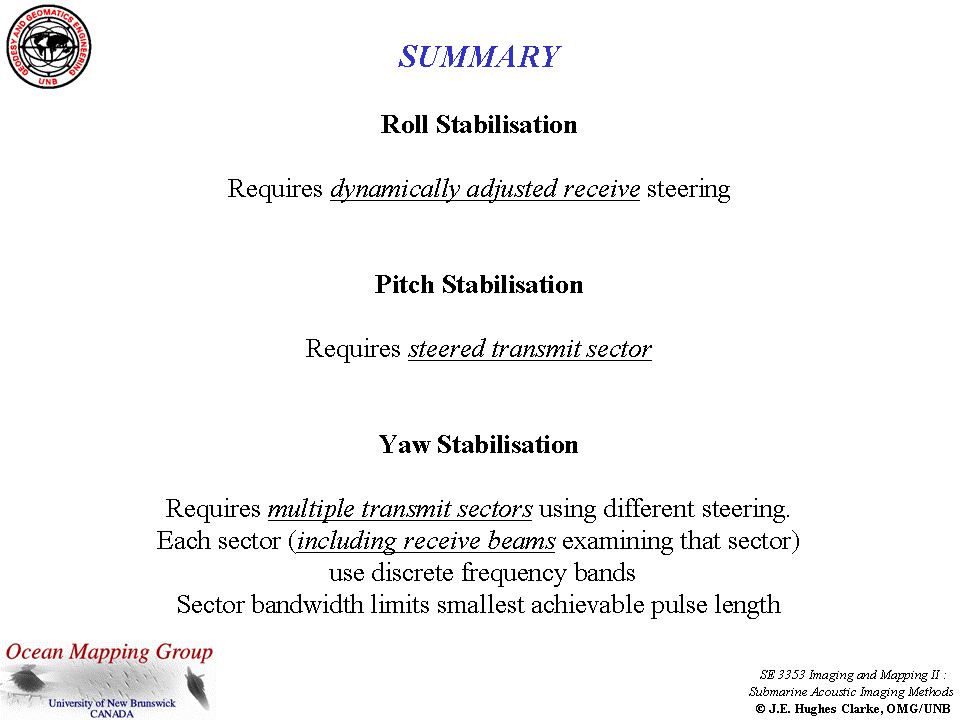 GEODESY AND GEOMATICS ENGINEERING
UNB
SUMMARY
Roll Stabilisation
Requires dynamically adjusted receive steering
Pitch Stabilisation
Requires steered transmit sector
Yaw Stabilisation
Requires multiple transmit sectors using different steering.
Each sector (including receive beams examining that sector)
use discrete frequency bands
Sector bandwidth limits smallest achievable pulse length
Ocean Mapping Group
University of New Brunswick
CANADA
SE 3353 Imaging and Mapping II :
Submarine Acoustic Imaging Methods
© J.E. Hughes Clarke, OMG/UNB